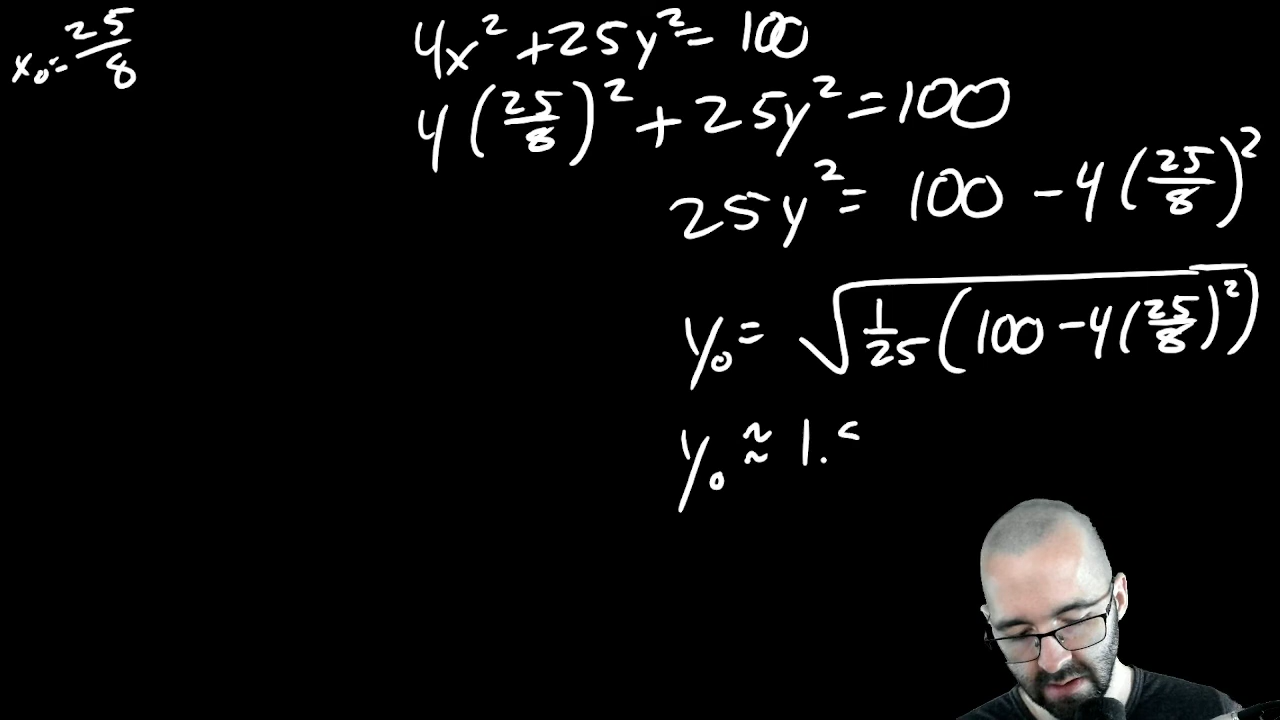 x₀ = 25/8
4x² + 25y² = 100
4(25/8)² + 25y² = 100
25y² = 100 - 4(25/8)²
y₀ = √(1/25(100 - 4(25/8)²))
y₀ ≈ 1.